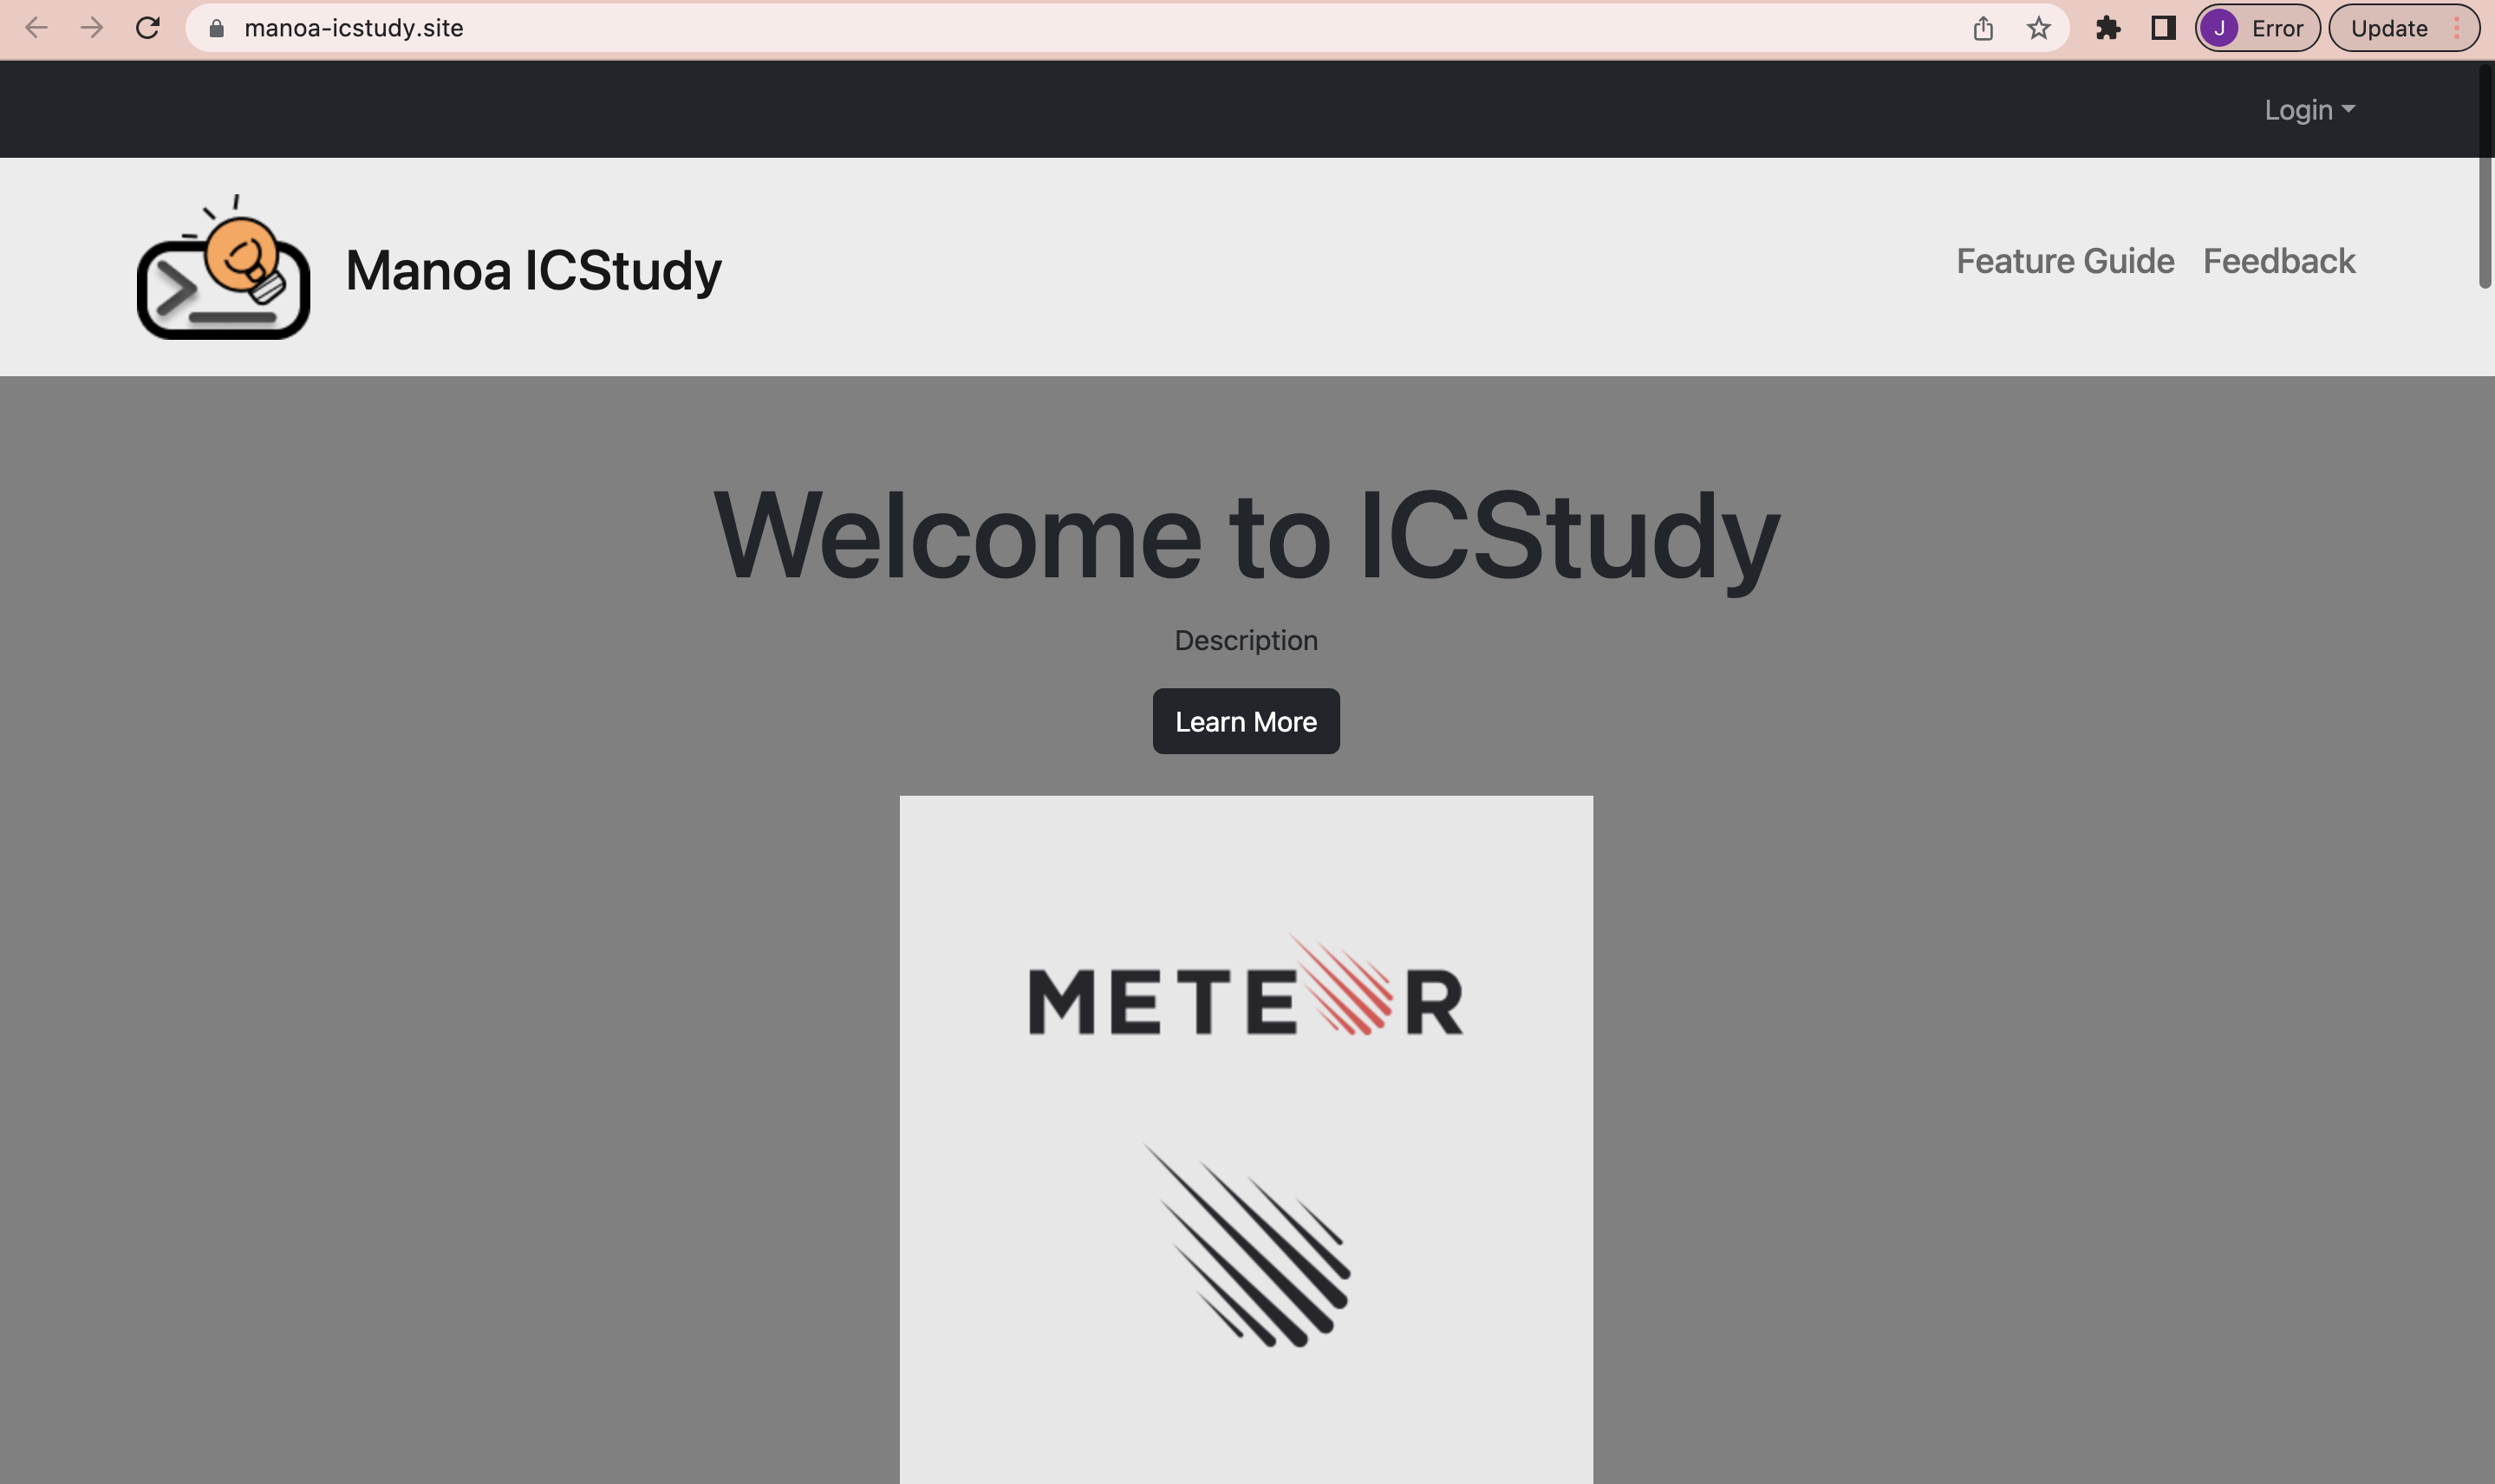 manoa-icstudy.site
J Error Update
Login
Manoa ICStudy
Feature Guide Feedback
Welcome to ICStudy
Description
Learn More
METEOR